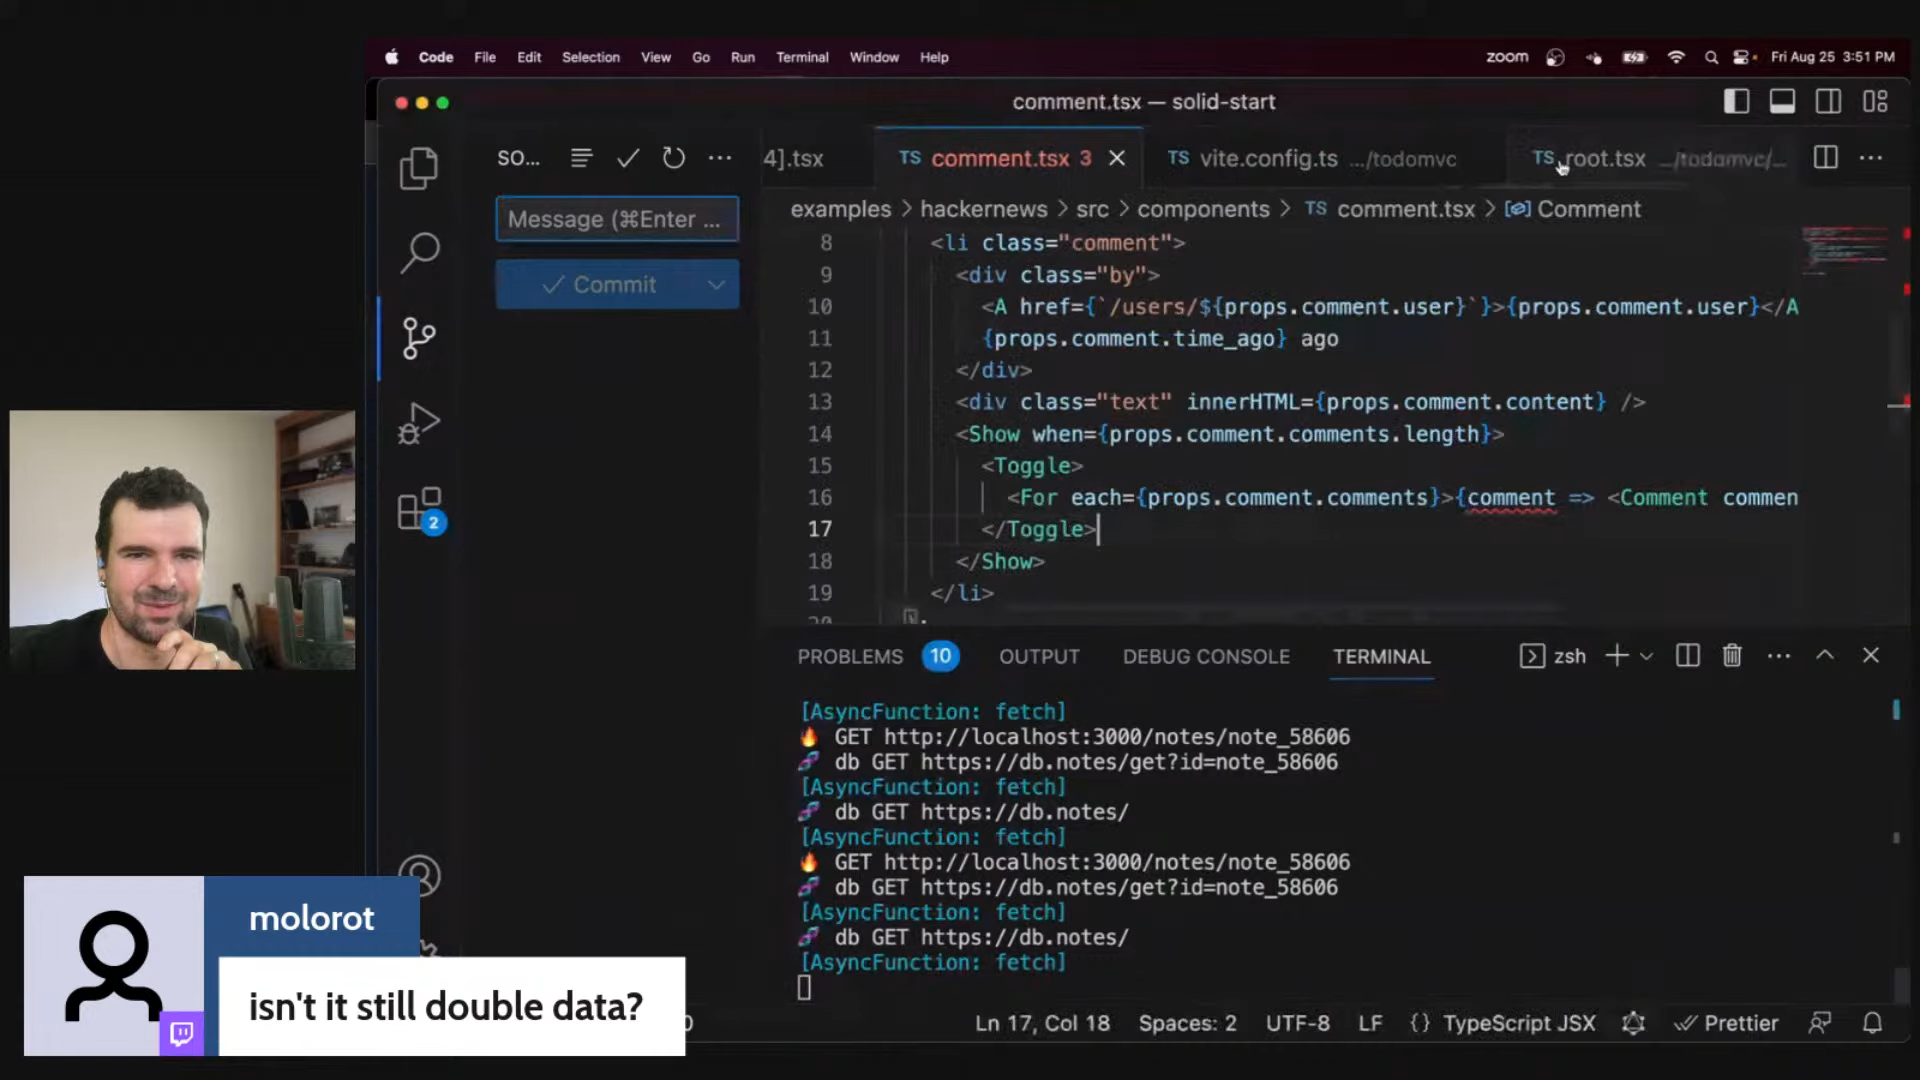 Code File Edit Selection View Go Run Terminal Window Help
zoom Fri Aug 25 3:51 PM
comment.tsx — solid-start
SO...
4].tsx TS comment.tsx 3 TS vite.config.ts .../todomvc TS root.tsx .../todomvc/...
Message (⌘Enter ...
Commit
examples > hackernews > src > components > TS comment.tsx > Comment
8 <li class="comment">
9 <div class="by">
10 <A href={`/users/${props.comment.user}`}>{props.comment.user}</A
11 {props.comment.time_ago} ago
12 </div>
13 <div class="text" innerHTML={props.comment.content} />
14 <Show when={props.comment.comments.length}>
15 <Toggle>
16 <For each={props.comment.comments}>{comment => <Comment commen
17 </Toggle>
18 </Show>
19 </li>
20
2
PROBLEMS 10 OUTPUT DEBUG CONSOLE TERMINAL zsh
[AsyncFunction: fetch]
🔥 GET http://localhost:3000/notes/note_58606
db GET https://db.notes/get?id=note_58606
[AsyncFunction: fetch]
db GET https://db.notes/
[AsyncFunction: fetch]
🔥 GET http://localhost:3000/notes/note_58606
db GET https://db.notes/get?id=note_58606
[AsyncFunction: fetch]
db GET https://db.notes/
[AsyncFunction: fetch]
molorot
isn't it still double data?
0 Ln 17, Col 18 Spaces: 2 UTF-8 LF {} TypeScript JSX Prettier